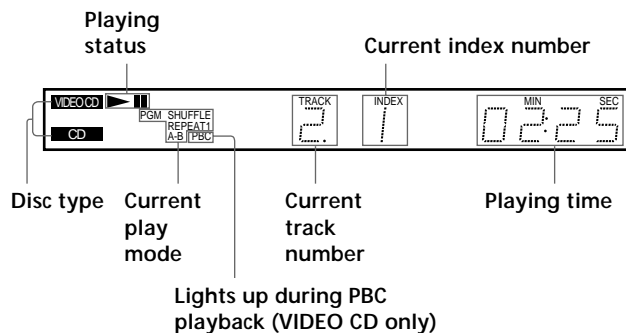 Playing
status
Current index number
VIDEO CD
TRACK INDEX MIN SEC
PGM SHUFFLE
REPEAT1
A-B PBC
CD
2. 1 02:25
Disc type
Current
play
mode
Current
track
number
Playing time
Lights up during PBC
playback (VIDEO CD only)